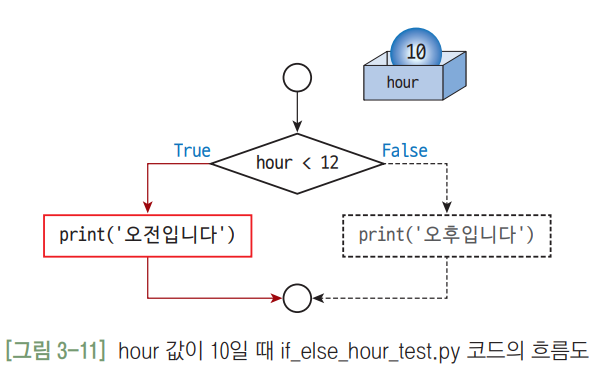 10
hour
True
False
hour < 12
print('오전입니다')
print('오후입니다')
[그림 3-11] hour 값이 10일 때 if_else_hour_test.py 코드의 흐름도